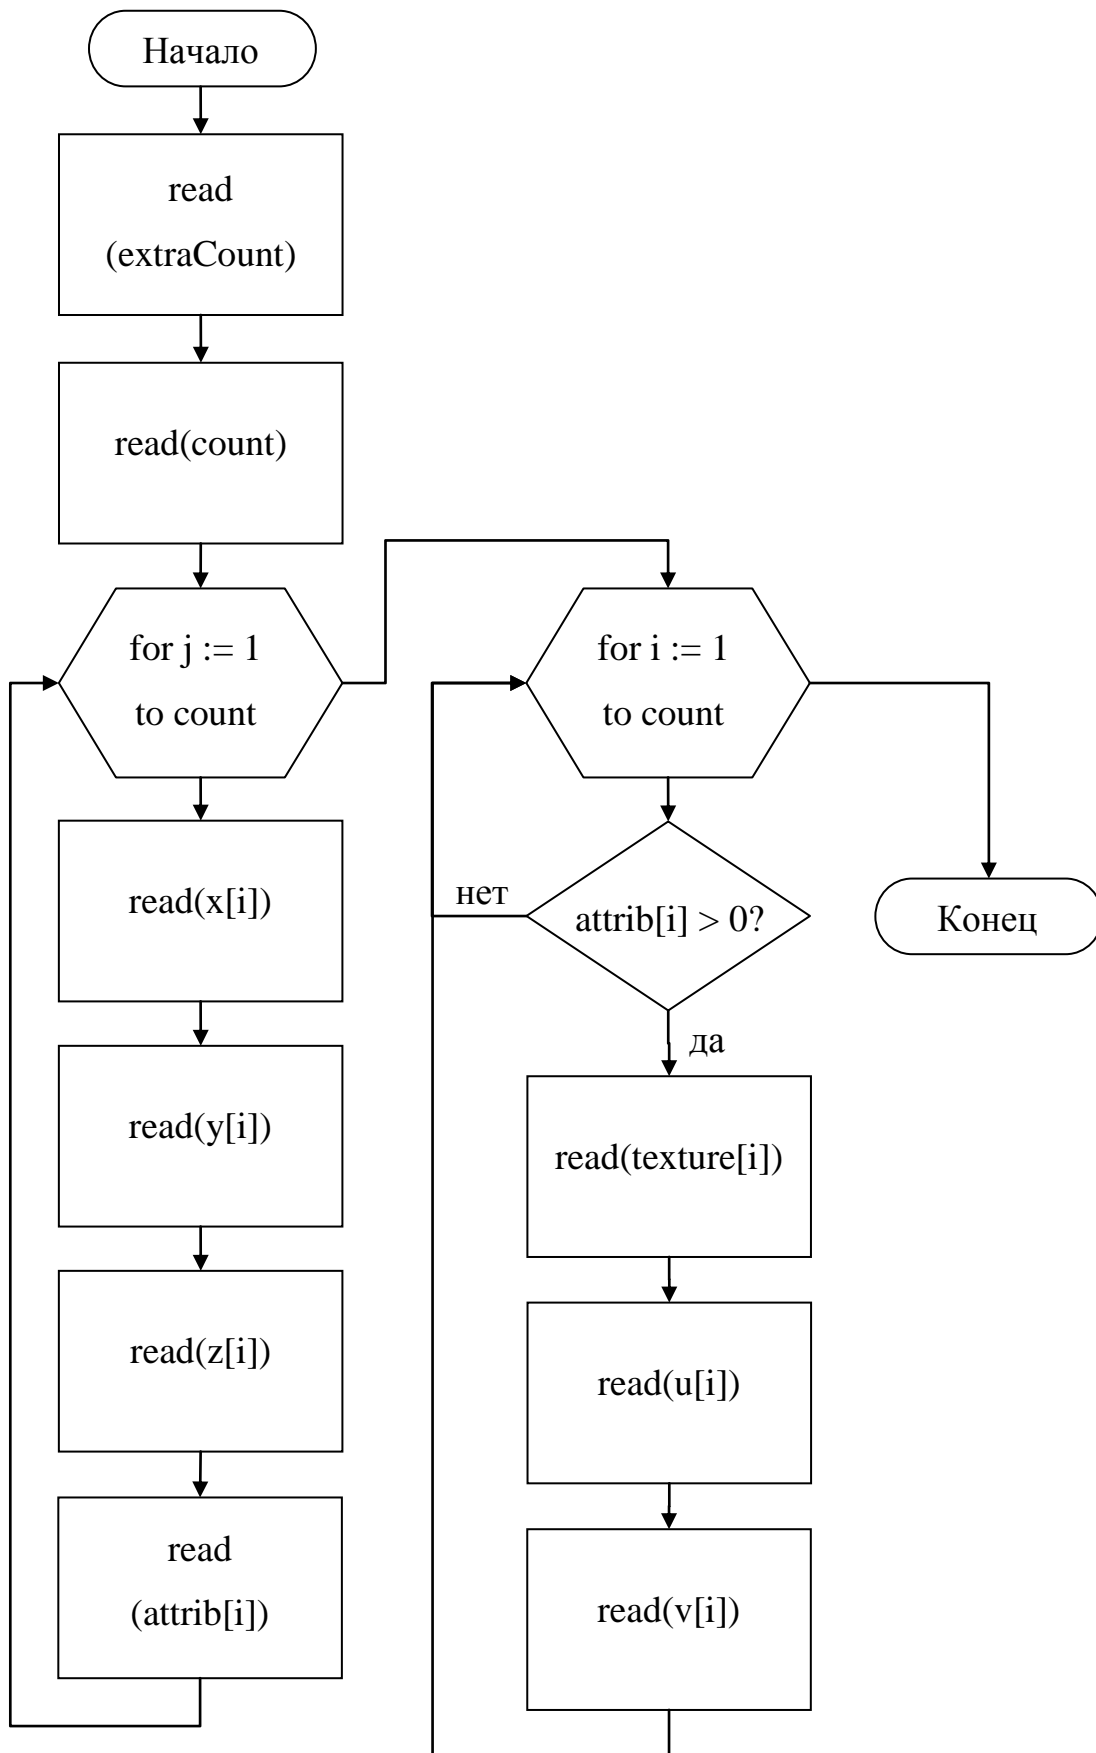 Начало
read
(extraCount)
read(count)
for j := 1
to count
read(x[i])
read(y[i])
read(z[i])
read
(attrib[i])
for i := 1
to count
нет
attrib[i] > 0?
да
read(texture[i])
read(u[i])
read(v[i])
Конец